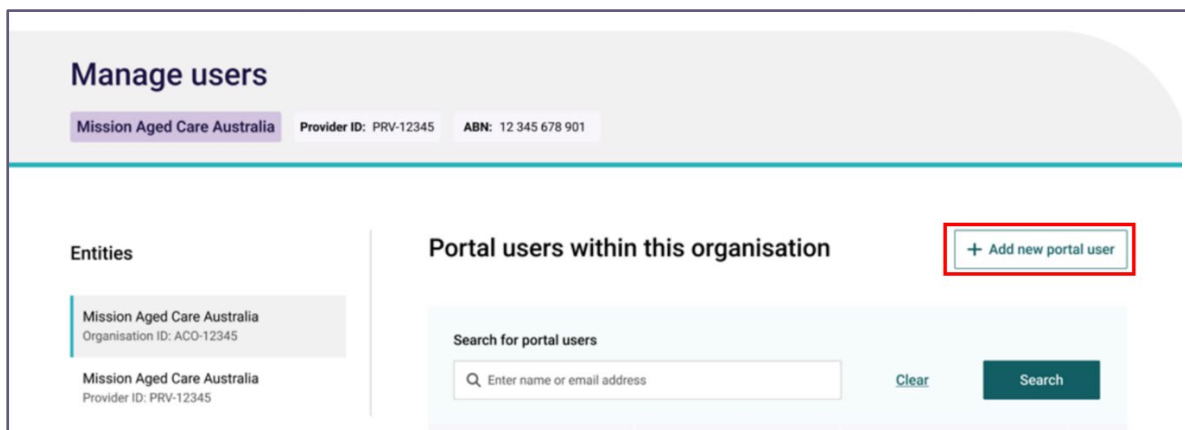 Manage users
Mission Aged Care Australia Provider ID: PRV-12345 ABN: 12 345 678 901
Entities
Mission Aged Care Australia
Organisation ID: ACO-12345
Mission Aged Care Australia
Provider ID: PRV-12345
Portal users within this organisation
+ Add new portal user
Search for portal users
Enter name or email address
Clear
Search